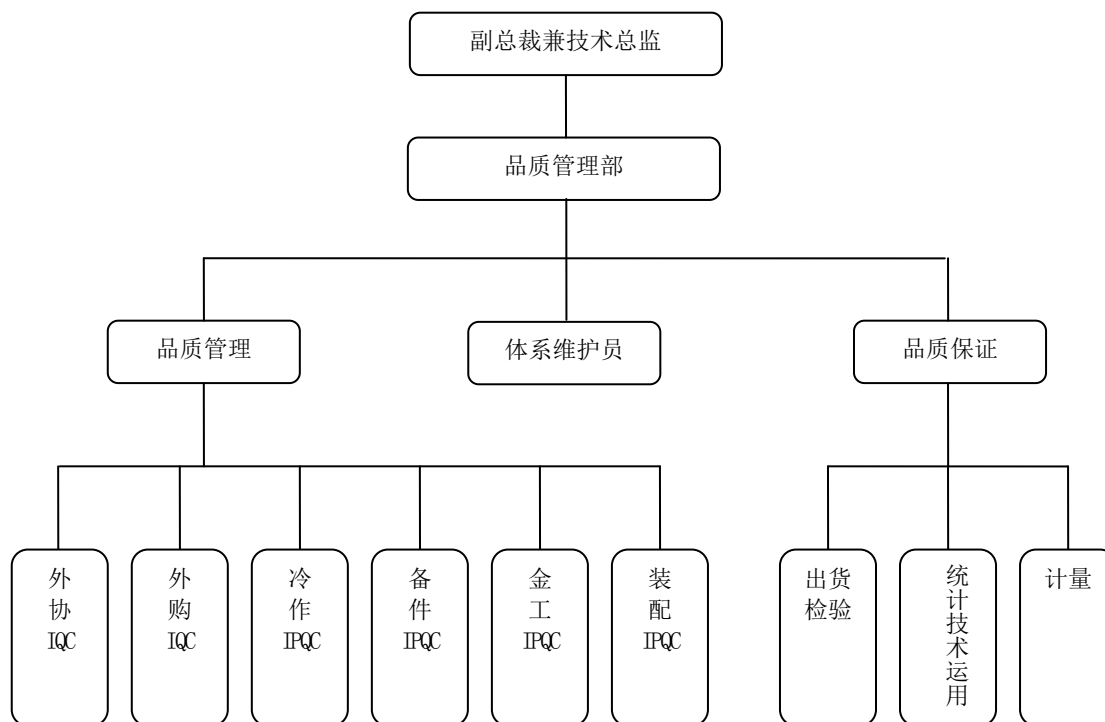 副总裁兼技术总监
品质管理部
品质管理
体系维护员
品质保证
外
协
IQC
外
购
IQC
冷
作
IPQC
备
件
IPQC
金
工
IPQC
装
配
IPQC
出货
检验
统计技术运用
计量